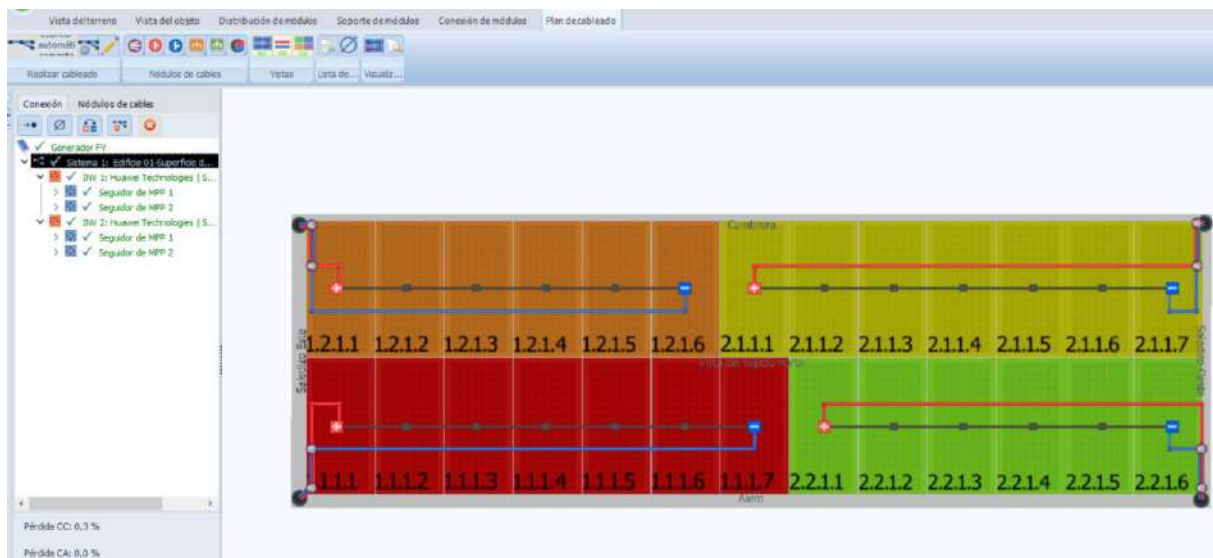 Vista del terreno Vista del objeto Distribución de módulos Soporte de módulos Conexión de módulos Plan de cableado
automáti
Realizar cableado Nódulos de cables Vistas Lista de... Visualiz...
Conexión Nódulos de cables
Generador FV
Sistema 1: Edificio 01-Superficie d...
INV 1: Huawei Technologies | S...
Seguidor de MPP 1
Seguidor de MPP 2
INV 2: Huawei Technologies | S...
Seguidor de MPP 1
Seguidor de MPP 2
Cumbrera
1.2.1.1 1.2.1.2 1.2.1.3 1.2.1.4 1.2.1.5 1.2.1.6 2.1.1.1 2.1.1.2 2.1.1.3 2.1.1.4 2.1.1.5 2.1.1.6 2.1.1.7
1.1.1.2 1.1.1.3 1.1.1.4 1.1.1.5 1.1.1.6 1.1.1.7 2.2.1.1 2.2.1.2 2.2.1.3 2.2.1.4 2.2.1.5 2.2.1.6
Alero
Pérdida CC: 0,3 %
Pérdida CA: 0,0 %